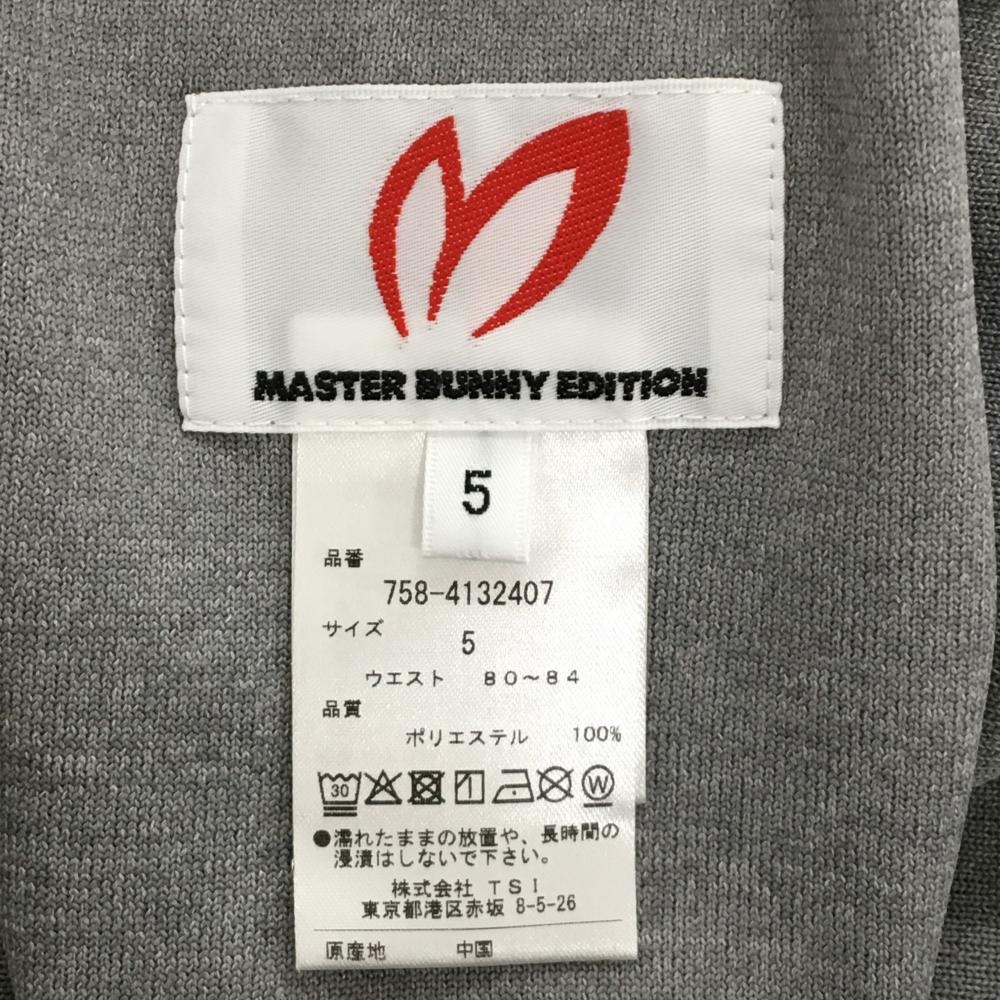 MASTER BUNNY EDITION
5
品番
758-4132407
サイズ
5
ウエスト 80～84
品質
ポリエステル 100%
30 W
●濡れたままの放置や、長時間の
浸漬はしないで下さい。
株式会社 TSI
東京都港区赤坂 8-5-26
原産地 中国